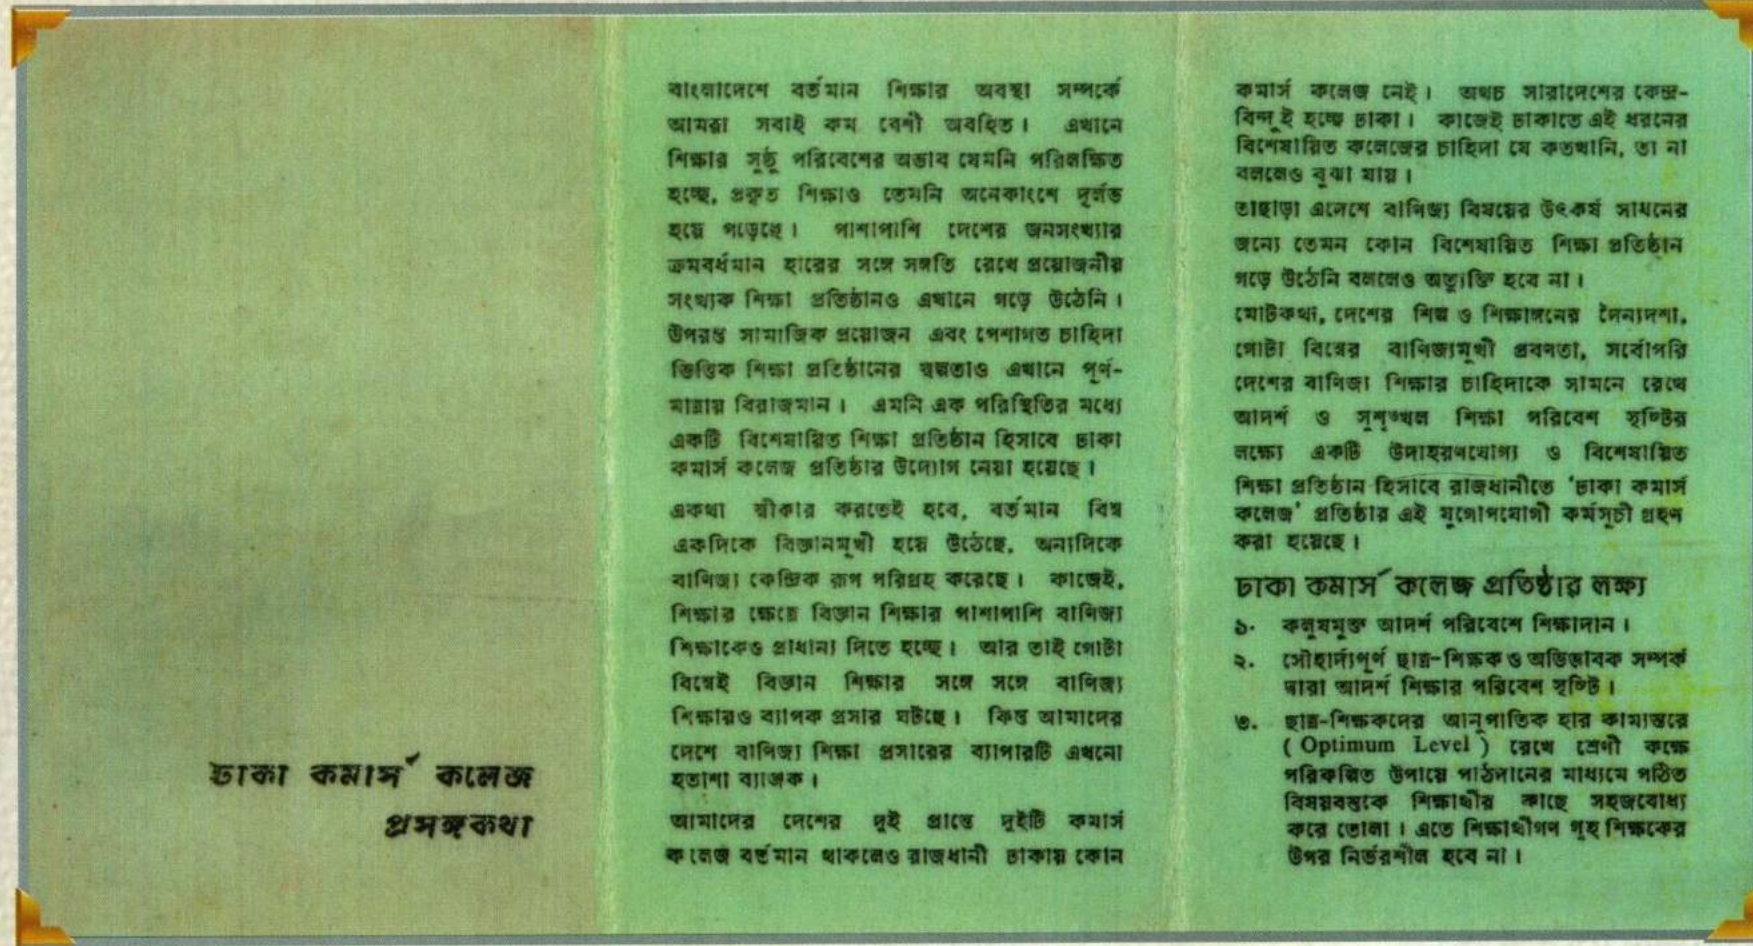 ঢাকা কমার্স কলেজ
প্রসঙ্গকথা
বাংলাদেশে বর্তমান শিক্ষার অবস্থা সম্পর্কে
আমরা সবাই কম বেশী অবহিত। এখানে
শিক্ষার সুষ্ঠু পরিবেশের অভাব যেমনি পরিলক্ষিত
হচ্ছে, প্রকৃত শিক্ষাও তেমনি অনেকাংশে দুর্লভ
হয়ে পড়েছে। পাশাপাশি দেশের জনসংখ্যার
ক্রমবর্ধমান হারের সঙ্গে সঙ্গতি রেখে প্রয়োজনীয়
সংখ্যক শিক্ষা প্রতিষ্ঠানও এখানে গড়ে উঠেনি।
উপরন্তু সামাজিক প্রয়োজন এবং পেশাগত চাহিদা
ভিত্তিক শিক্ষা প্রতিষ্ঠানের স্বল্পতাও এখানে পূর্ণ-
মাত্রায় বিরাজমান। এমনি এক পরিস্থিতির মধ্যে
একটি বিশেষায়িত শিক্ষা প্রতিষ্ঠান হিসাবে ঢাকা
কমার্স কলেজ প্রতিষ্ঠার উদ্যোগ নেয়া হয়েছে।
একথা স্বীকার করতেই হবে, বর্তমান বিশ্ব
একদিকে বিজ্ঞানমুখী হয়ে উঠেছে, অন্যদিকে
বাণিজ্য কেন্দ্রিক রূপ পরিগ্রহ করেছে। কাজেই,
শিক্ষার ক্ষেত্রে বিজ্ঞান শিক্ষার পাশাপাশি বাণিজ্য
শিক্ষাকেও প্রাধান্য দিতে হচ্ছে। আর তাই গোটা
বিশ্বেই বিজ্ঞান শিক্ষার সঙ্গে সঙ্গে বাণিজ্য
শিক্ষারও ব্যাপক প্রসার ঘটছে। কিন্তু আমাদের
দেশে বাণিজ্য শিক্ষা প্রসারের ব্যাপারটি এখনো
হতাশা ব্যাঞ্জক।
আমাদের দেশের দুই প্রান্তে দুইটি কমার্স
কলেজ বর্তমান থাকলেও রাজধানী ঢাকায় কোন
কমার্স কলেজ নেই। অথচ সারাদেশের কেন্দ্র-
বিন্দুই হচ্ছে ঢাকা। কাজেই ঢাকাতে এই ধরনের
বিশেষায়িত কলেজের চাহিদা যে কতখানি, তা না
বললেও বুঝা যায়।
তাছাড়া এদেশে বাণিজ্য বিষয়ের উৎকর্ষ সাধনের
জন্যে তেমন কোন বিশেষায়িত শিক্ষা প্রতিষ্ঠান
গড়ে উঠেনি বললেও অত্যুক্তি হবে না।
মোটকথা, দেশের শিল্প ও শিক্ষাঙ্গনের দৈন্যদশা,
গোটা বিশ্বের বাণিজ্যমুখী প্রবণতা, সর্বোপরি
দেশের বাণিজ্য শিক্ষার চাহিদাকে সামনে রেখে
আদর্শ ও সুশৃঙ্খল শিক্ষা পরিবেশ সৃষ্টির
লক্ষ্যে একটি উদাহরণযোগ্য ও বিশেষায়িত
শিক্ষা প্রতিষ্ঠান হিসাবে রাজধানীতে 'ঢাকা কমার্স
কলেজ' প্রতিষ্ঠার এই যুগোপযোগী কর্মসূচী গ্রহণ
করা হয়েছে।
ঢাকা কমার্স কলেজ প্রতিষ্ঠার লক্ষ্য
১. কলুষমুক্ত আদর্শ পরিবেশে শিক্ষাদান।
২. সৌহার্দ্যপূর্ণ ছাত্র-শিক্ষক ও অভিভাবক সম্পর্ক
দ্বারা আদর্শ শিক্ষার পরিবেশ সৃষ্টি।
৩. ছাত্র-শিক্ষকদের আনুপাতিক হার কাম্যস্তরে
( Optimum Level ) রেখে শ্রেণী কক্ষে
পরিকল্পিত উপায়ে পাঠদানের মাধ্যমে পঠিত
বিষয়বস্তুকে শিক্ষার্থীর কাছে সহজবোধ্য
করে তোলা। এতে শিক্ষার্থীগণ গৃহ শিক্ষকের
উপর নির্ভরশীল হবে না।